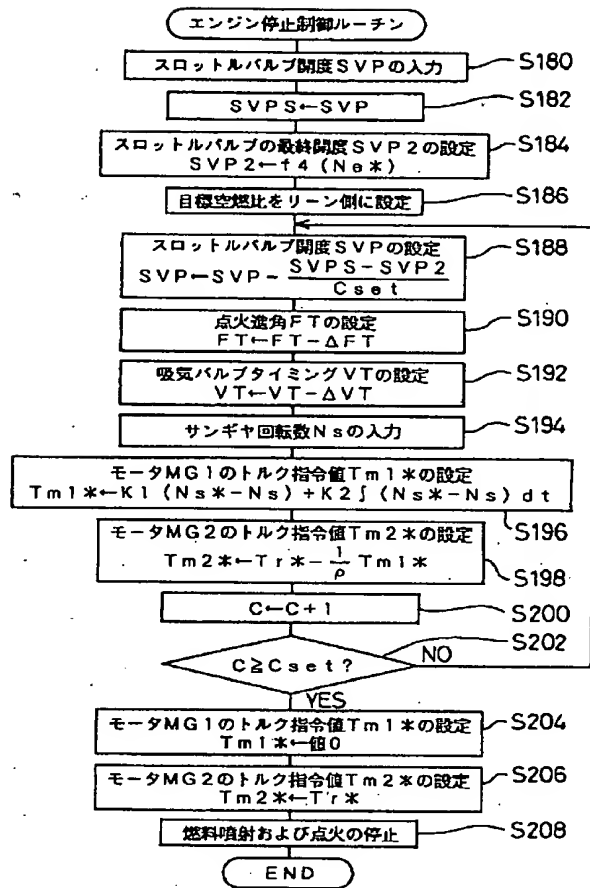 エンジン停止制御ルーチン
スロットルバルブ開度SVPの入力
S180
SVPS←SVP
S182
スロットルバルブの最終開度SVP2の設定
SVP2←f4(Ne*)
S184
目標空燃比をリーン側に設定
S186
スロットルバルブ開度SVPの設定
SVP←SVP-(SVPS-SVP2)/Cset
S188
点火進角FTの設定
FT←FT-ΔFT
S190
吸気バルブタイミングVTの設定
VT←VT-ΔVT
S192
サンギヤ回転数Nsの入力
S194
モータMG1のトルク指令値Tm1*の設定
Tm1*←K1(Ns*-Ns)+K2∫(Ns*-Ns)dt
S196
モータMG2のトルク指令値Tm2*の設定
Tm2*←Tr*-1/ρ Tm1*
S198
C←C+1
S200
C≧Cset?
S202
NO
YES
モータMG1のトルク指令値Tm1*の設定
Tm1*←値0
S204
モータMG2のトルク指令値Tm2*の設定
Tm2*←Tr*
S206
燃料噴射および点火の停止
S208
END